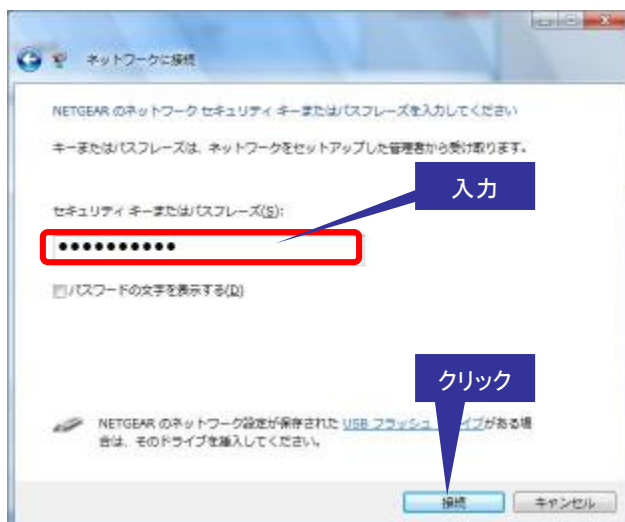 ネットワークに接続
NETGEAR のネットワーク セキュリティ キーまたはパスフレーズを入力してください
キーまたはパスフレーズは、ネットワークをセットアップした管理者から受け取ります。
入力
セキュリティ キーまたはパスフレーズ(S):
●●●●●●●●●●
パスワードの文字を表示する(D)
クリック
NETGEAR のネットワーク設定が保存された USB フラッシュ イブがある場
合は、そのドライブを挿入してください。
接続 キャンセル